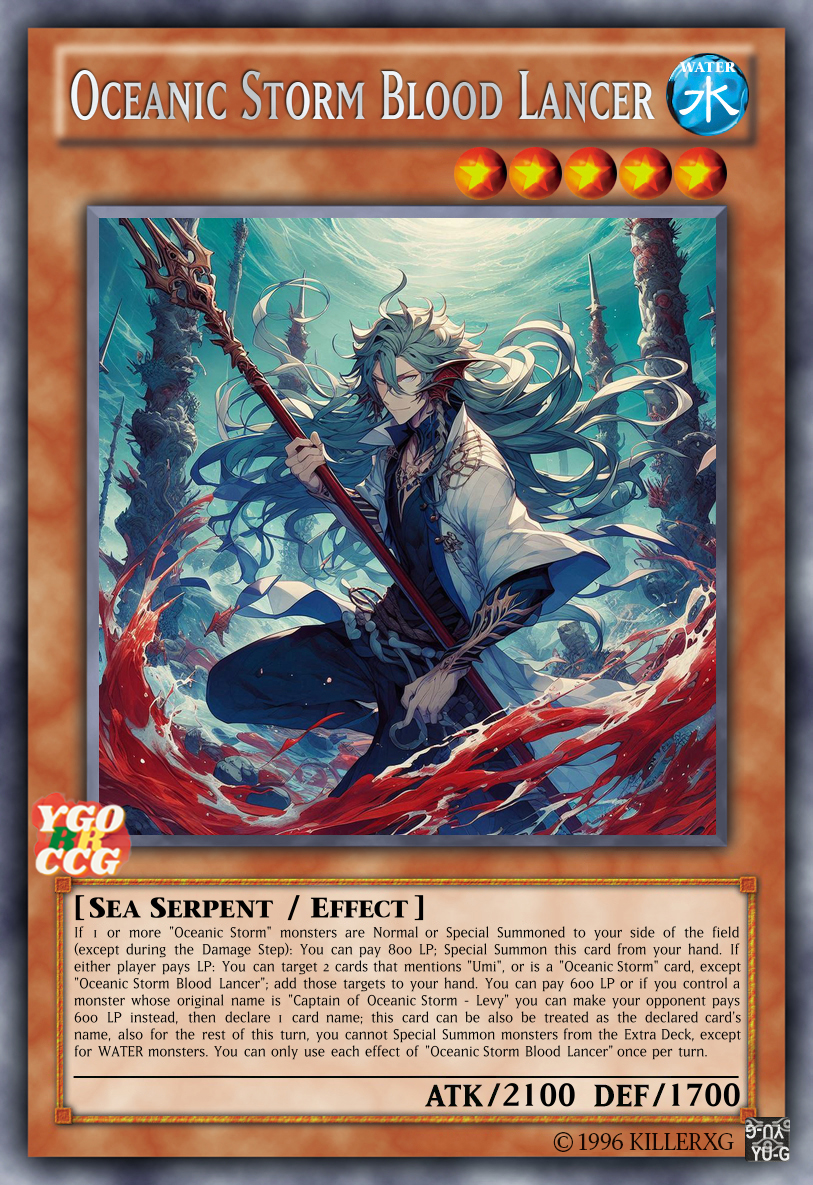 OCEANIC STORM BLOOD LANCER
WATER
水
[ SEA SERPENT / EFFECT ]
If 1 or more "Oceanic Storm" monsters are Normal or Special Summoned to your side of the field
(except during the Damage Step): You can pay 800 LP; Special Summon this card from your hand. If
either player pays LP: You can target 2 cards that mentions "Umi", or is a "Oceanic Storm" card, except
"Oceanic Storm Blood Lancer"; add those targets to your hand. You can pay 600 LP or if you control a
monster whose original name is "Captain of Oceanic Storm - Levy" you can make your opponent pays
600 LP instead, then declare 1 card name; this card can be also be treated as the declared card's
name, also for the rest of this turn, you cannot Special Summon monsters from the Extra Deck, except
for WATER monsters. You can only use each effect of "Oceanic Storm Blood Lancer" once per turn.
ATK/2100 DEF/1700
© 1996 KILLERXG
YGO
BR
CCG
YU-G
YU-G